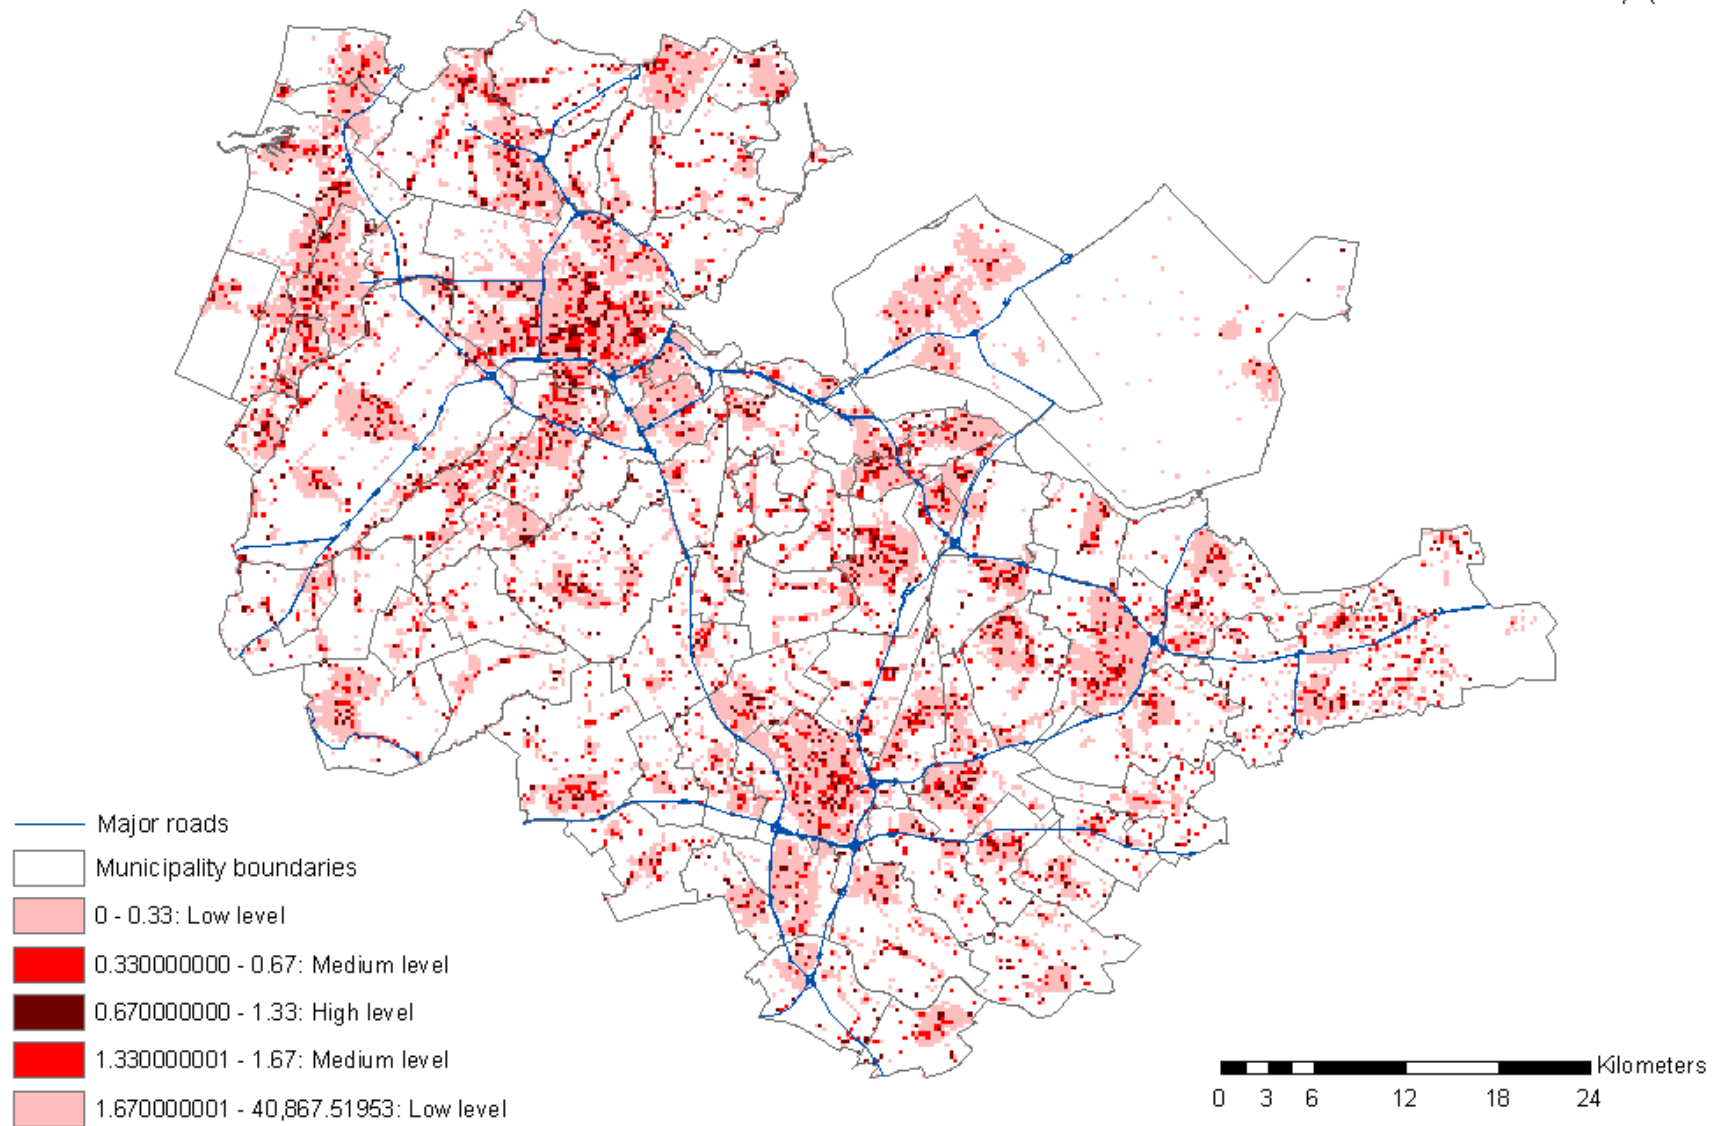 Major roads
Municipality boundaries
0 - 0.33: Low level
0.330000000 - 0.67: Medium level
0.670000000 - 1.33: High level
1.330000001 - 1.67: Medium level
1.670000001 - 40,867.51953: Low level
Kilometers
0 3 6 12 18 24